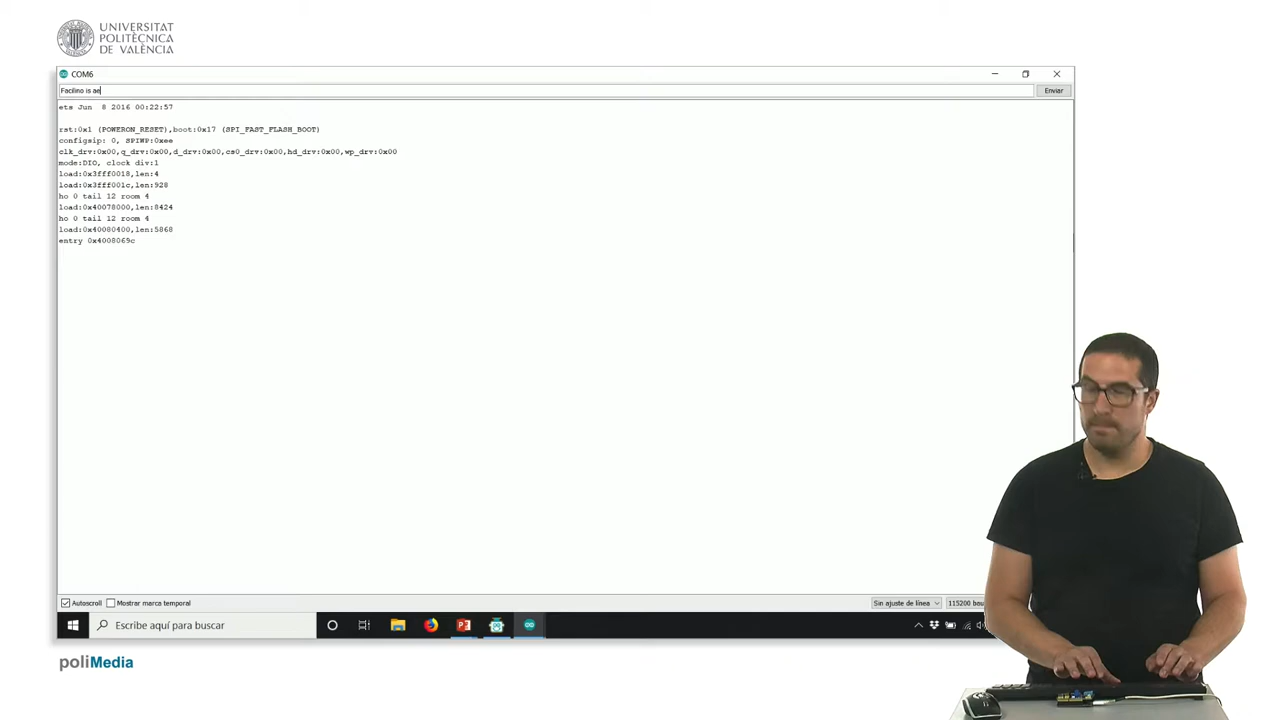 UNIVERSITAT
POLITÈCNICA
DE VALÈNCIA
COM6
Facilino is ae
Enviar
ets Jun 8 2016 00:22:57
rst:0x1 (POWERON_RESET),boot:0x17 (SPI_FAST_FLASH_BOOT)
configsip: 0, SPIWP:0xee
clk_drv:0x00,q_drv:0x00,d_drv:0x00,cs0_drv:0x00,hd_drv:0x00,wp_drv:0x00
mode:DIO, clock div:1
load:0x3fff0018,len:4
load:0x3fff001c,len:928
ho 0 tail 12 room 4
load:0x40078000,len:8424
ho 0 tail 12 room 4
load:0x40080400,len:5868
entry 0x4008069c
Autoscroll Mostrar marca temporal Sin ajuste de línea 115200 bau
Escribe aquí para buscar
poliMedia